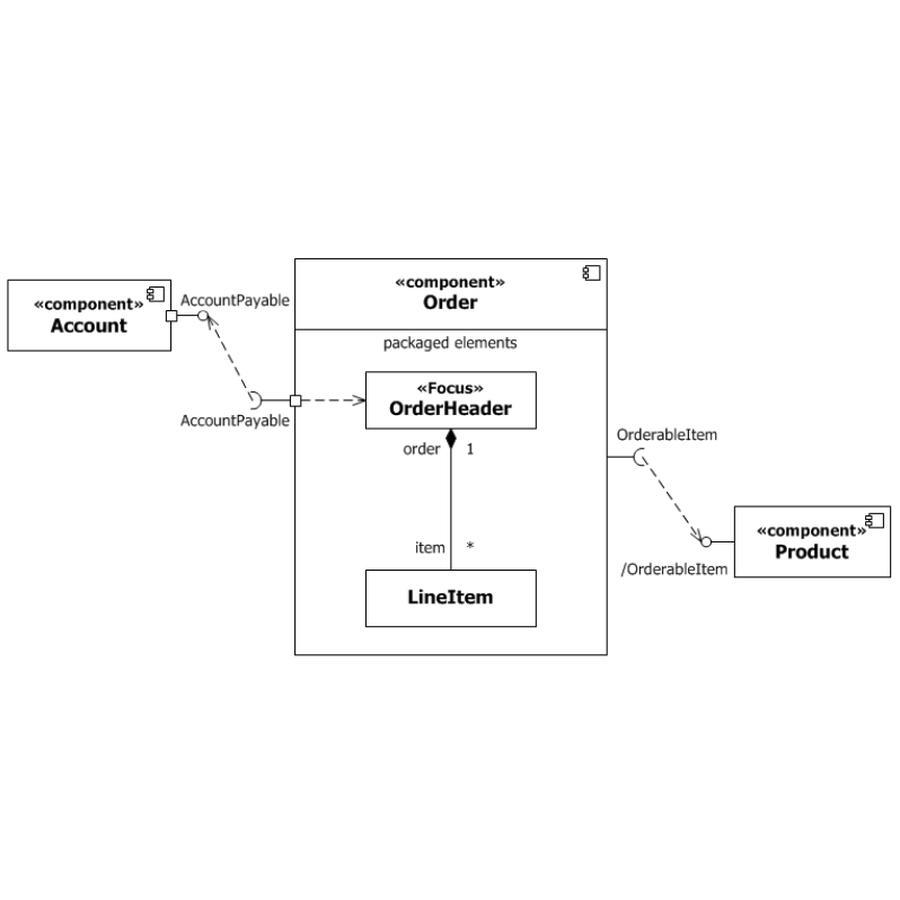 «component»
Account
AccountPayable
AccountPayable
«component»
Order
packaged elements
«Focus»
OrderHeader
order 1
item *
LineItem
OrderableItem
/OrderableItem
«component»
Product